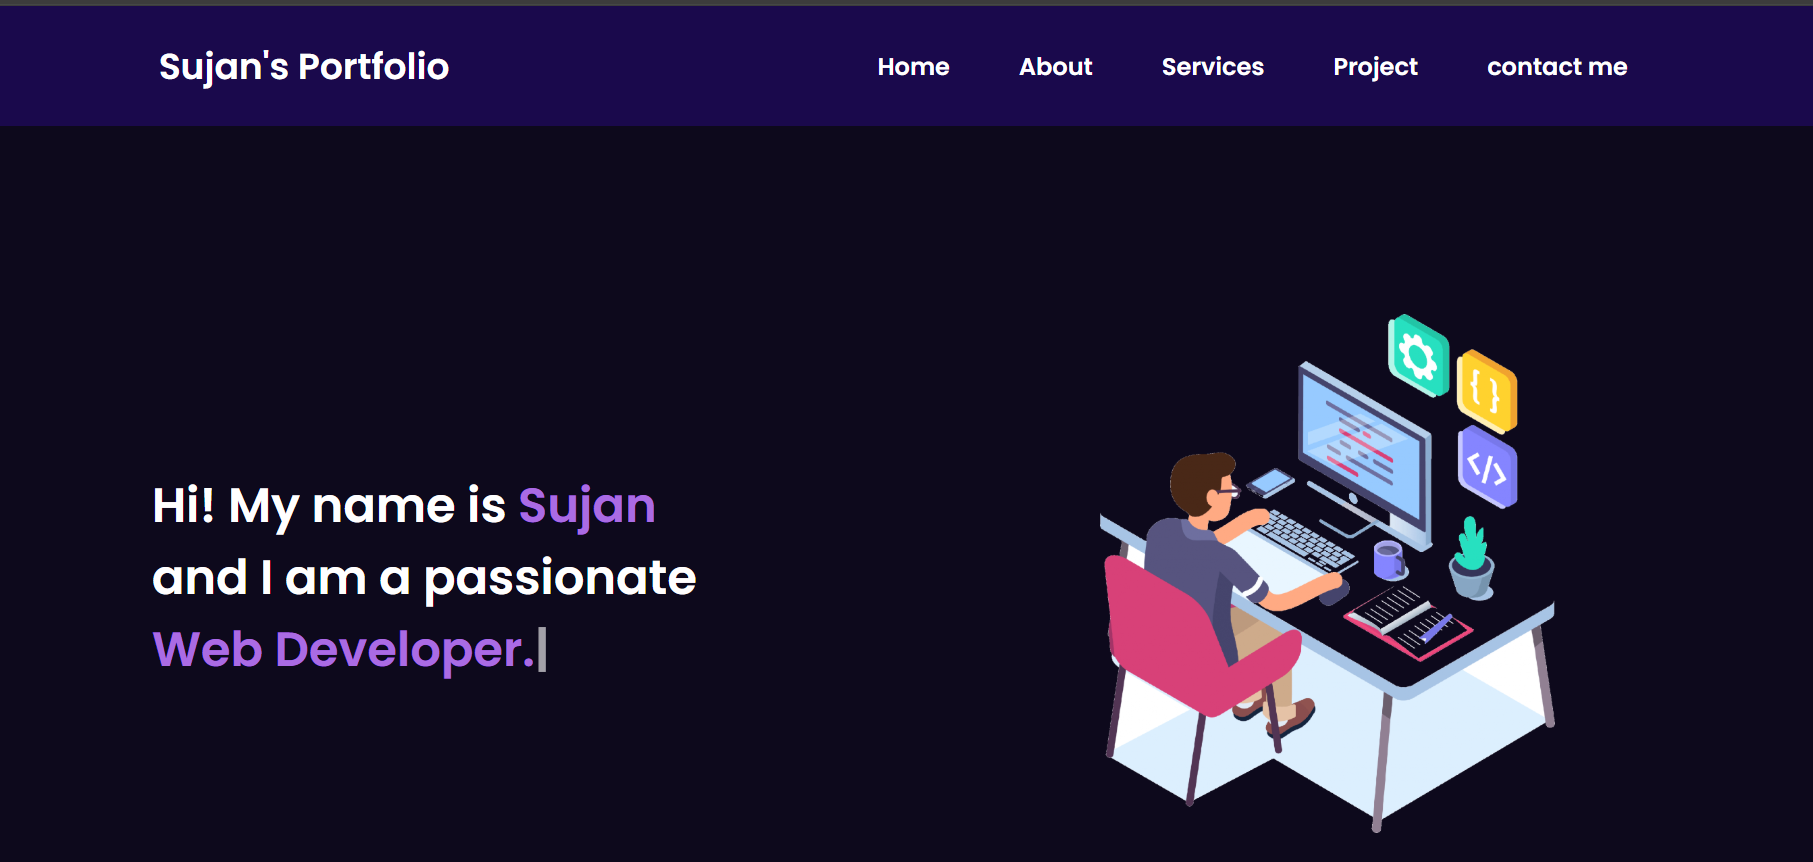 Sujan's Portfolio
Home About Services Project contact me
Hi! My name is Sujan
and I am a passionate
Web Developer.